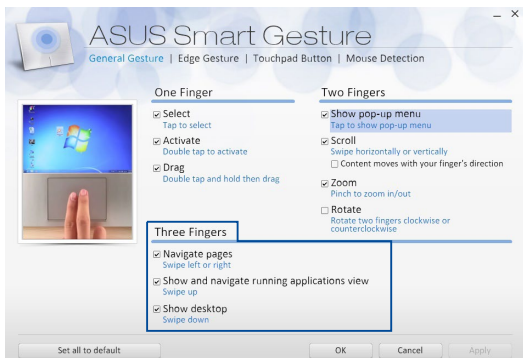 ASUS Smart Gesture
General Gesture | Edge Gesture | Touchpad Button | Mouse Detection
One Finger
Select
Tap to select
Activate
Double tap to activate
Drag
Double tap and hold then drag
Two Fingers
Show pop-up menu
Tap to show pop-up menu
Scroll
Swipe horizontally or vertically
Content moves with your finger's direction
Zoom
Pinch to zoom in/out
Rotate
Rotate two fingers clockwise or
counterclockwise
Three Fingers
Navigate pages
Swipe left or right
Show and navigate running applications view
Swipe up
Show desktop
Swipe down
Set all to default
OK
Cancel
Apply